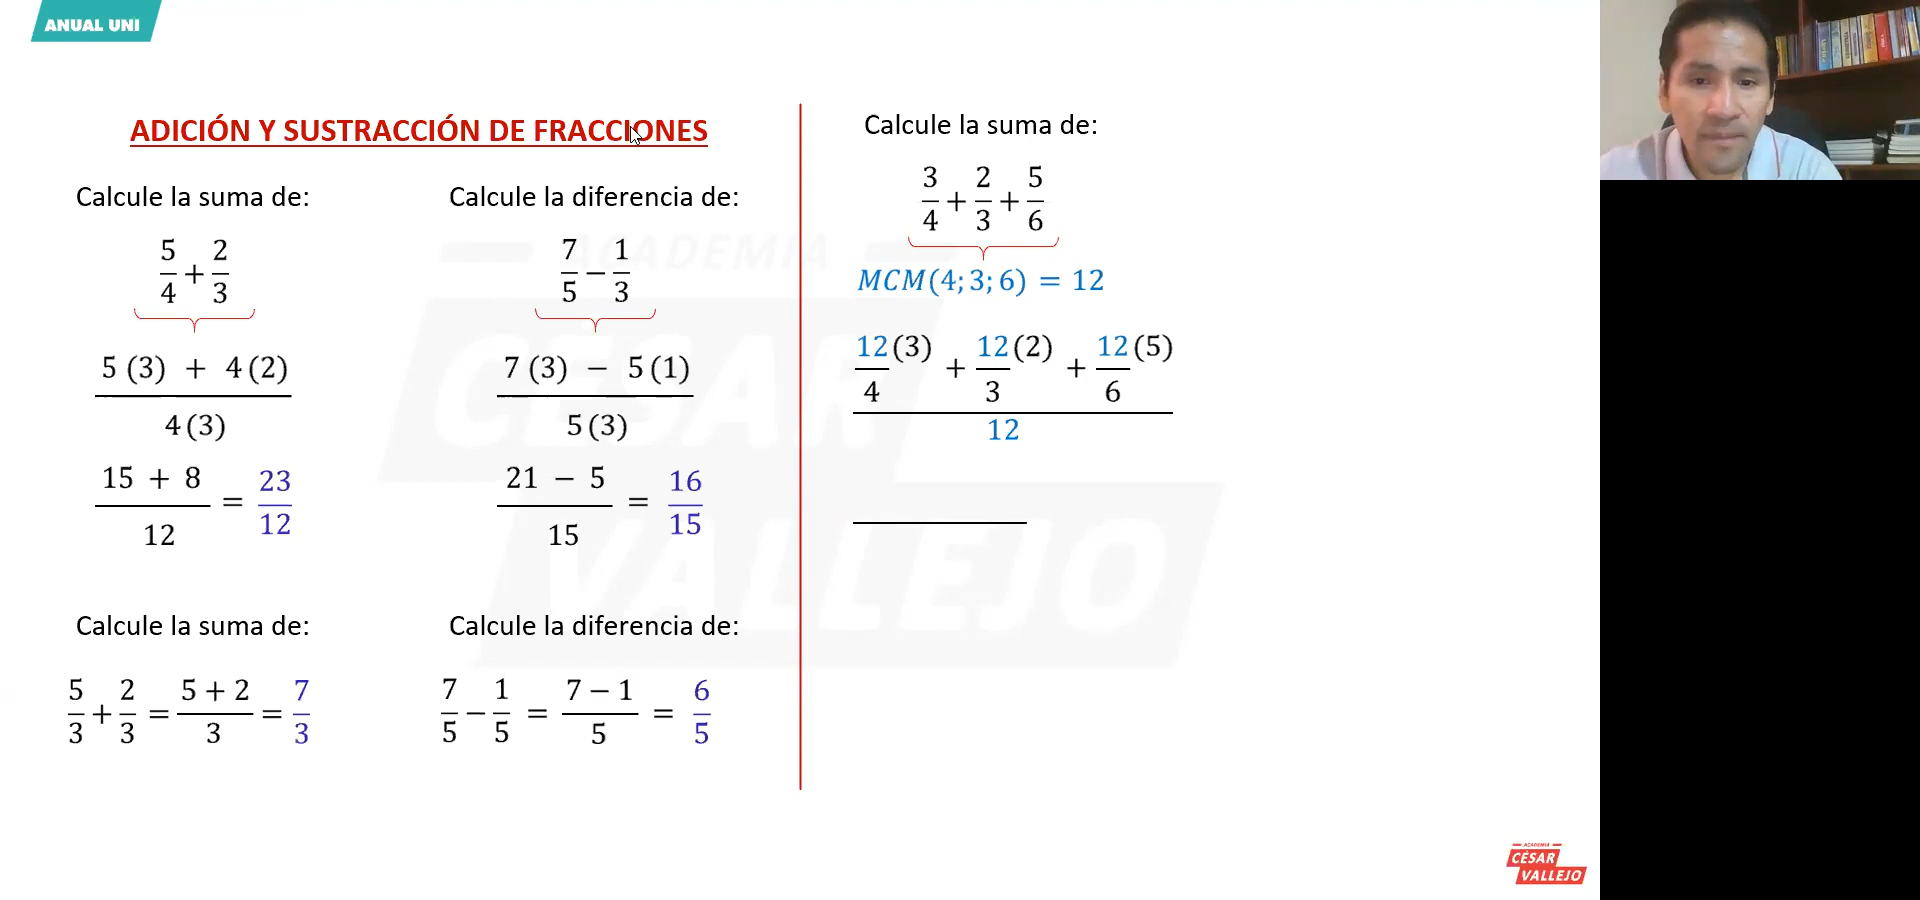 ANUAL UNI
ADICIÓN Y SUSTRACCIÓN DE FRACCIONES
Calcule la suma de:
5/4 + 2/3
5 (3) + 4 (2)
4 (3)
15 + 8
12
= 23/12
Calcule la diferencia de:
7/5 − 1/3
7 (3) − 5 (1)
5 (3)
21 − 5
15
= 16/15
Calcule la suma de:
5/3 + 2/3 = (5 + 2)/3 = 7/3
Calcule la diferencia de:
7/5 − 1/5 = (7 − 1)/5 = 6/5
Calcule la suma de:
3/4 + 2/3 + 5/6
MCM(4; 3; 6) = 12
12/4 (3) + 12/3 (2) + 12/6 (5)
12
ACADEMIA
CÉSAR
VALLEJO
ACADEMIA
CÉSAR
VALLEJO